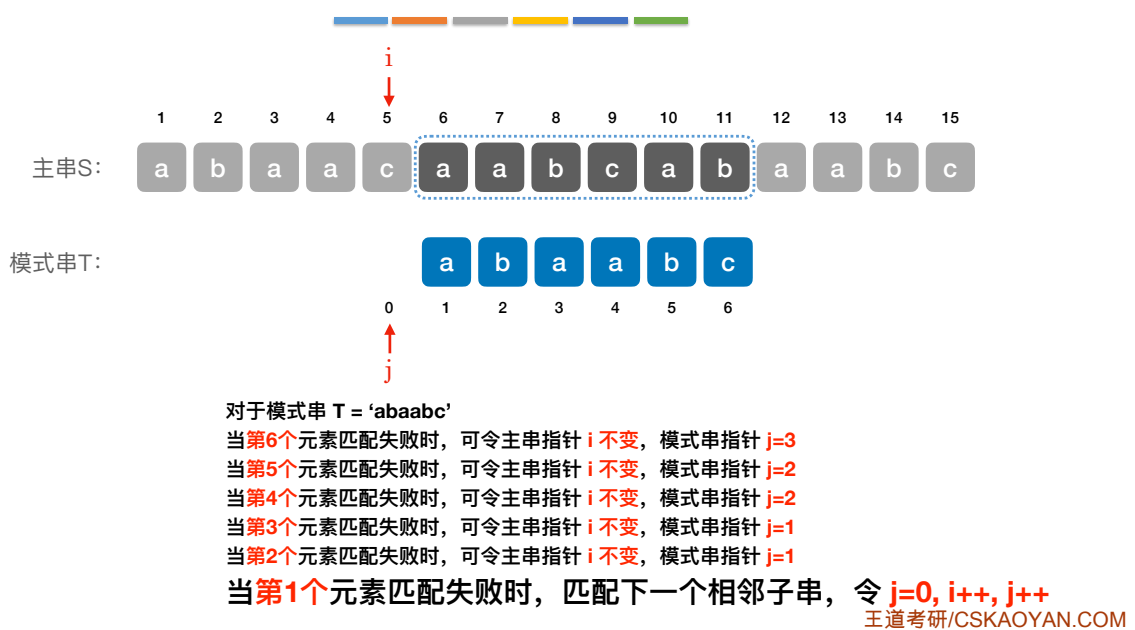 i
1 2 3 4 5 6 7 8 9 10 11 12 13 14 15
主串S: a b a a c a a b c a b a a b c
模式串T: a b a a b c
0 1 2 3 4 5 6
j
对于模式串 T = ‘abaabc’
当第6个元素匹配失败时，可令主串指针 i 不变，模式串指针 j=3
当第5个元素匹配失败时，可令主串指针 i 不变，模式串指针 j=2
当第4个元素匹配失败时，可令主串指针 i 不变，模式串指针 j=2
当第3个元素匹配失败时，可令主串指针 i 不变，模式串指针 j=1
当第2个元素匹配失败时，可令主串指针 i 不变，模式串指针 j=1
当第1个元素匹配失败时，匹配下一个相邻子串，令 j=0, i++, j++
王道考研/CSKAOYAN.COM